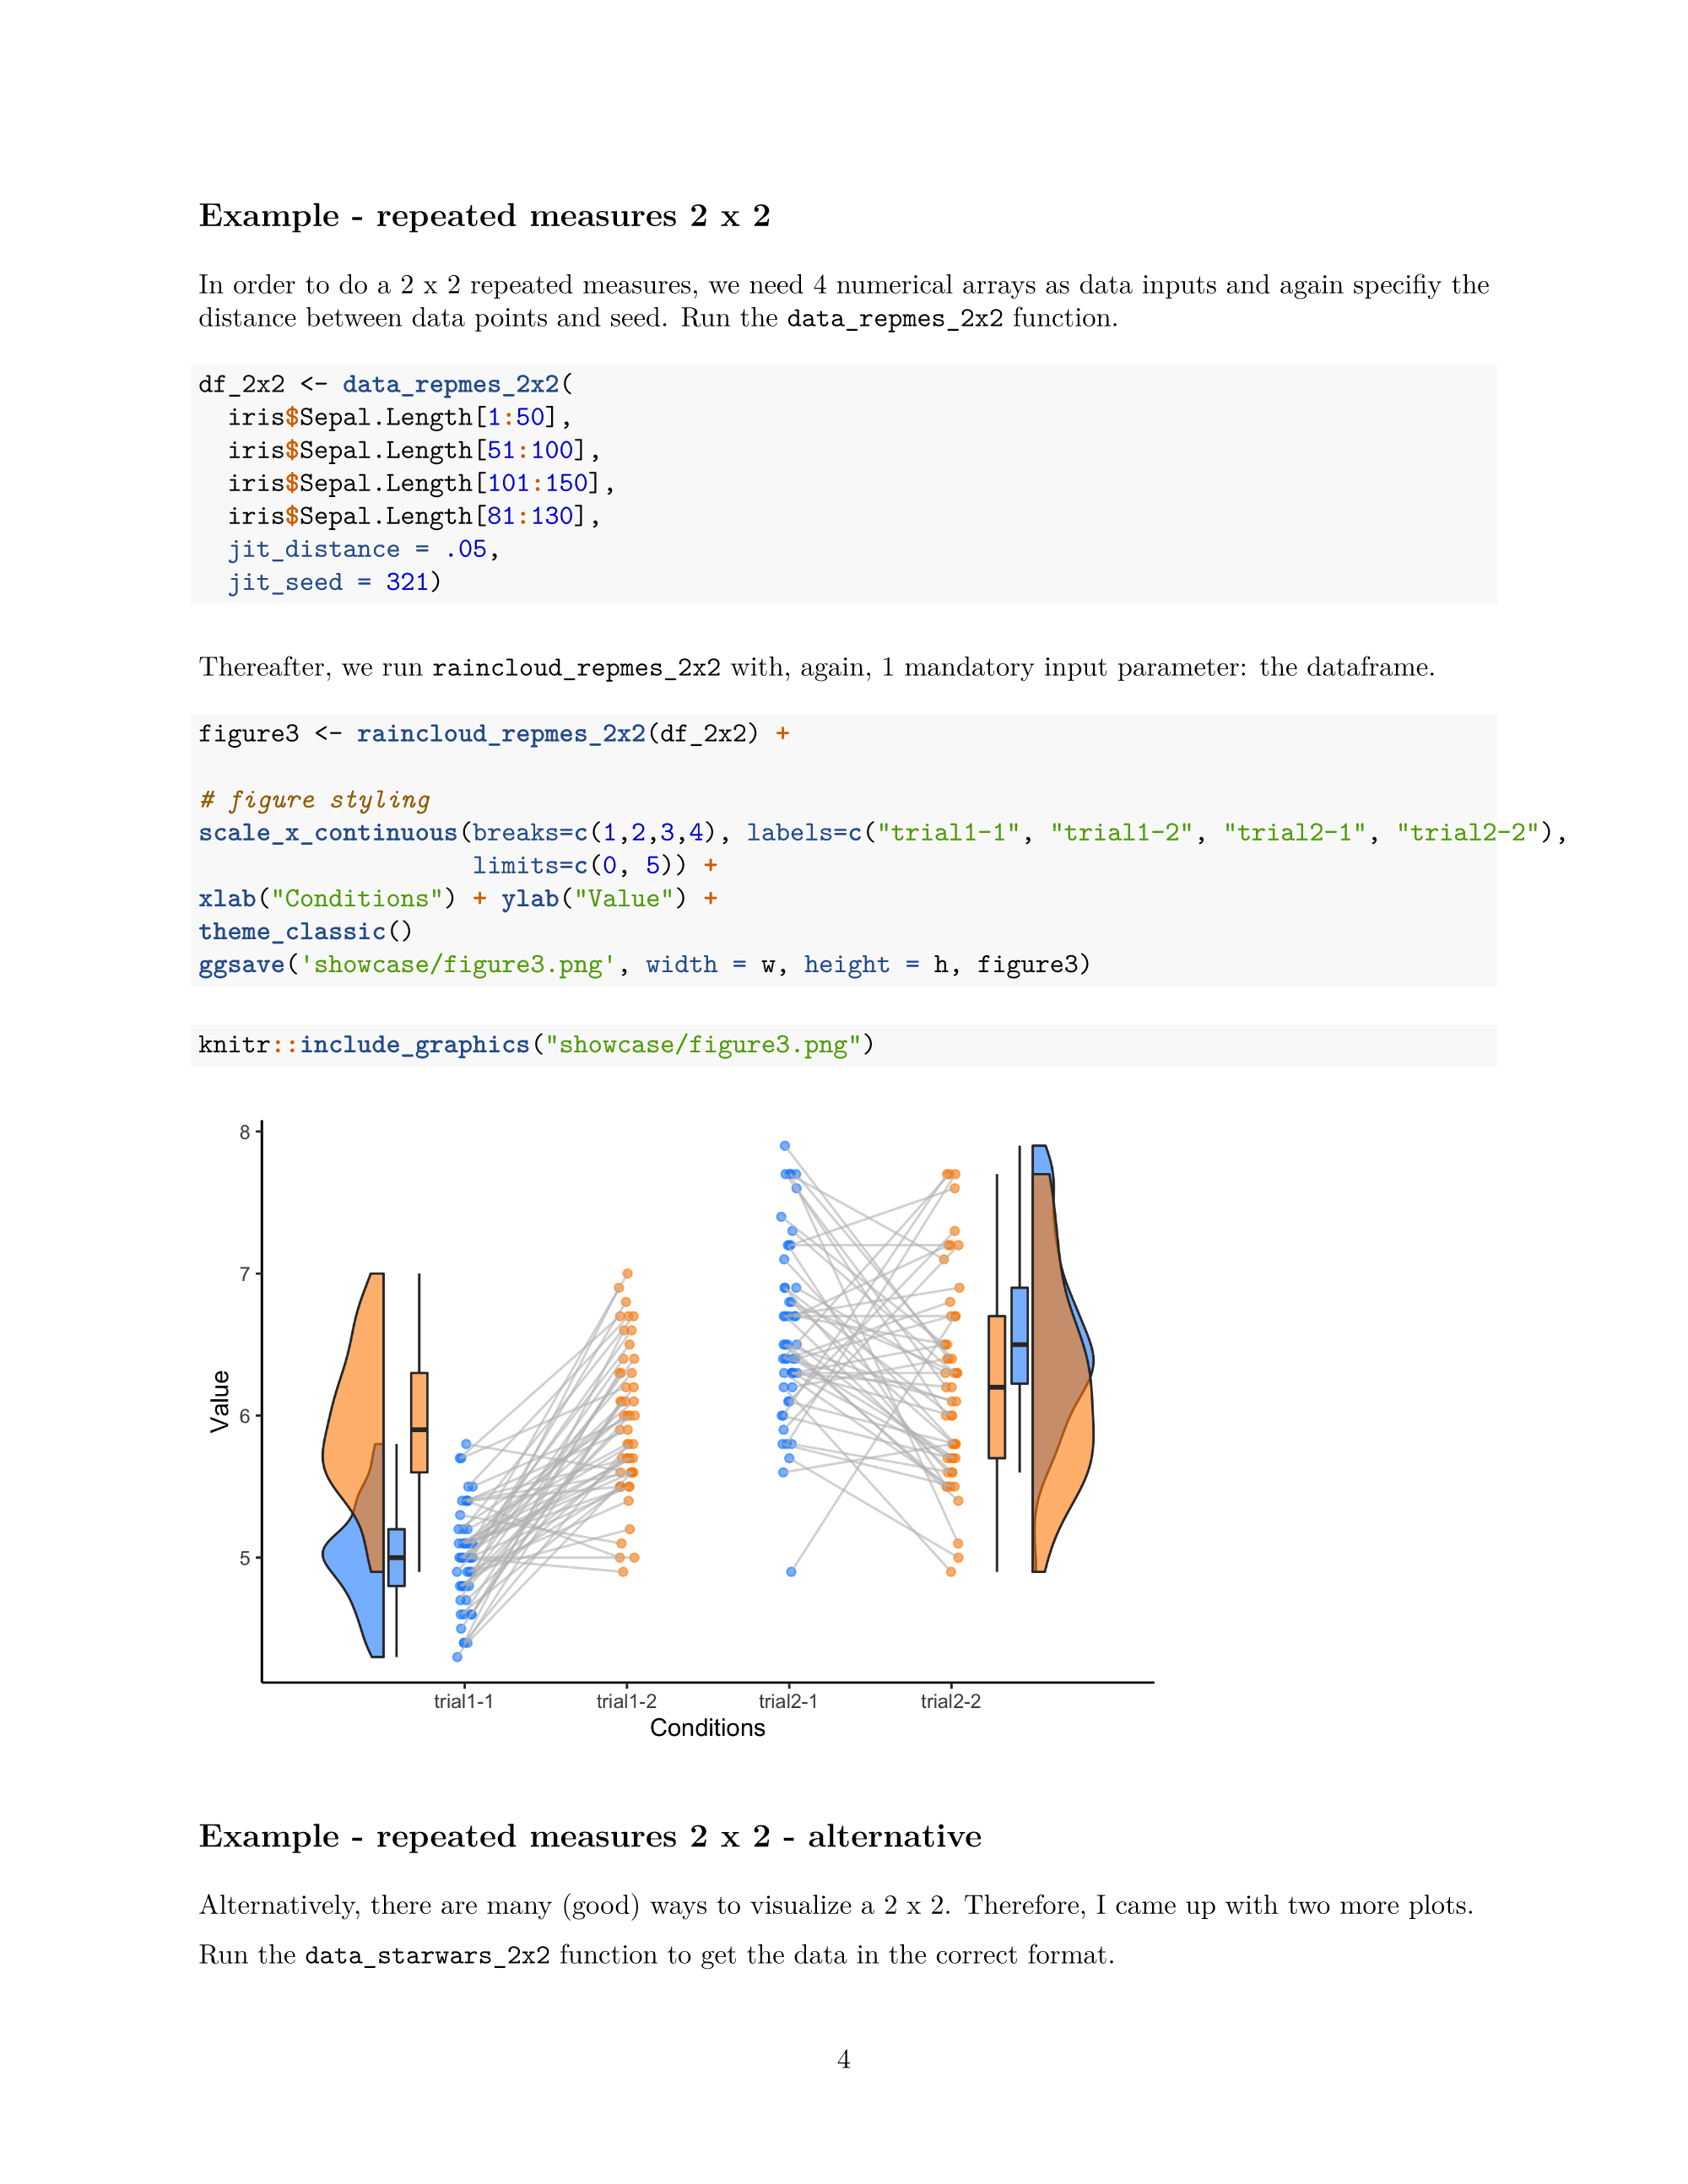 Example - repeated measures 2 x 2
In order to do a 2 x 2 repeated measures, we need 4 numerical arrays as data inputs and again specifiy the
distance between data points and seed. Run the data_repmes_2x2 function.
df_2x2 <- data_repmes_2x2(
  iris$Sepal.Length[1:50],
  iris$Sepal.Length[51:100],
  iris$Sepal.Length[101:150],
  iris$Sepal.Length[81:130],
  jit_distance = .05,
  jit_seed = 321)
Thereafter, we run raincloud_repmes_2x2 with, again, 1 mandatory input parameter: the dataframe.
figure3 <- raincloud_repmes_2x2(df_2x2) +
# figure styling
scale_x_continuous(breaks=c(1,2,3,4), labels=c("trial1-1", "trial1-2", "trial2-1", "trial2-2"),
                   limits=c(0, 5)) +
xlab("Conditions") + ylab("Value") +
theme_classic()
ggsave('showcase/figure3.png', width = w, height = h, figure3)
knitr::include_graphics("showcase/figure3.png")
8
7
6
5
Value
trial1-1 trial1-2 trial2-1 trial2-2
Conditions
Example - repeated measures 2 x 2 - alternative
Alternatively, there are many (good) ways to visualize a 2 x 2. Therefore, I came up with two more plots.
Run the data_starwars_2x2 function to get the data in the correct format.
4